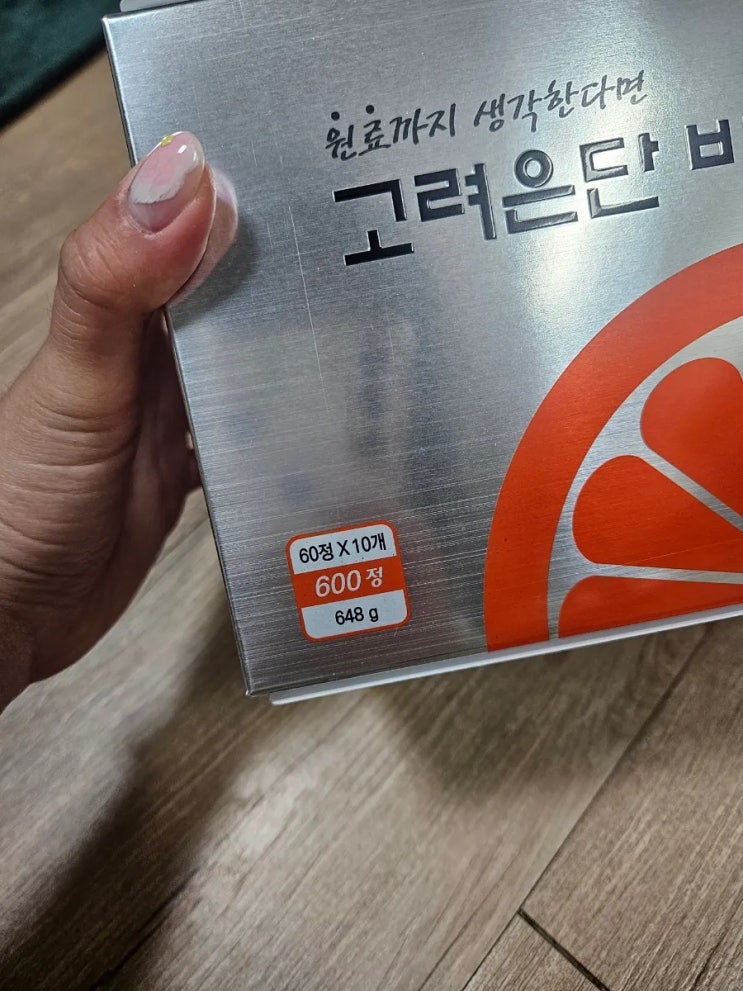 원료까지 생각한다면
고려은단 비
60정 X 10개
600정
648 g